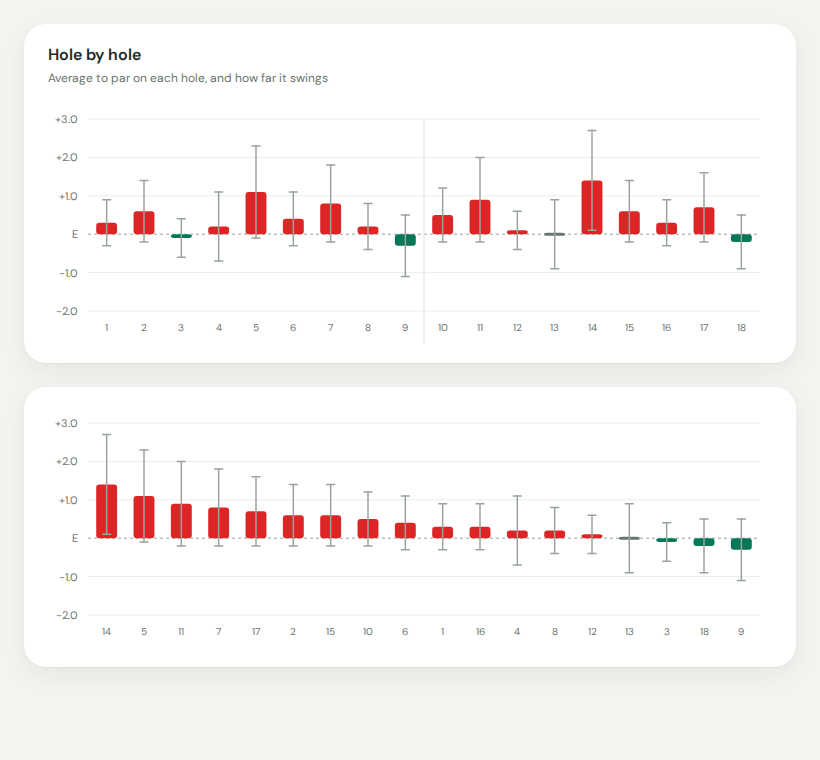 Hole by hole
Average to par on each hole, and how far it swings
+3.0
+2.0
+1.0
E
−1.0
−2.0
1 2 3 4 5 6 7 8 9 10 11 12 13 14 15 16 17 18
+3.0
+2.0
+1.0
E
−1.0
−2.0
14 5 11 7 17 2 15 10 6 1 16 4 8 12 13 3 18 9